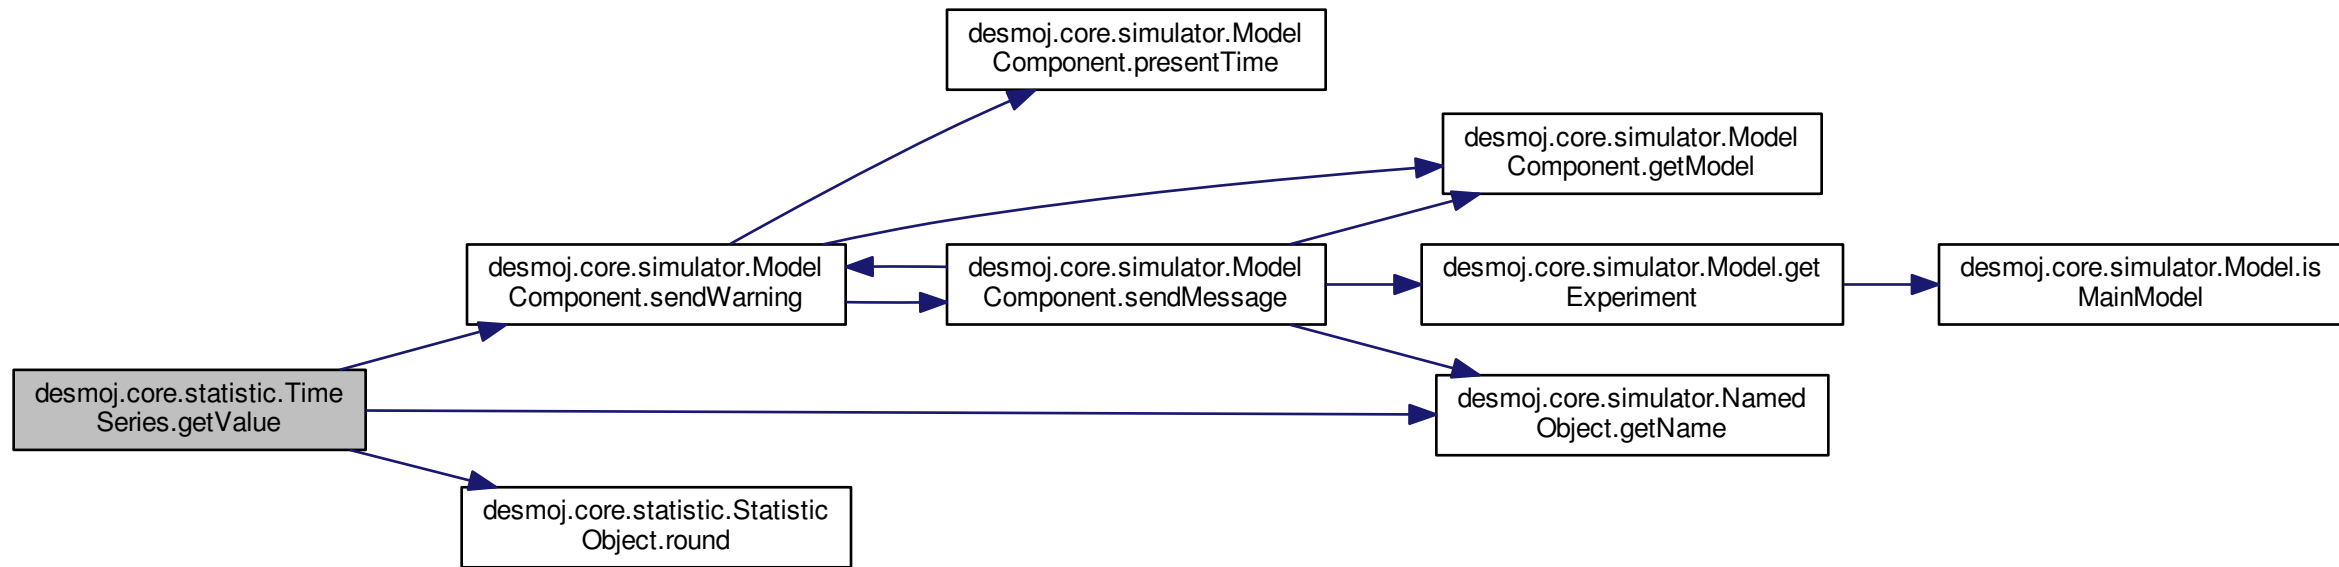 desmoj.core.simulator.Model
Component.presentTime
desmoj.core.simulator.Model
Component.getModel
desmoj.core.simulator.Model
Component.sendWarning
desmoj.core.simulator.Model
Component.sendMessage
desmoj.core.simulator.Model.get
Experiment
desmoj.core.simulator.Model.is
MainModel
desmoj.core.statistic.Time
Series.getValue
desmoj.core.simulator.Named
Object.getName
desmoj.core.statistic.Statistic
Object.round